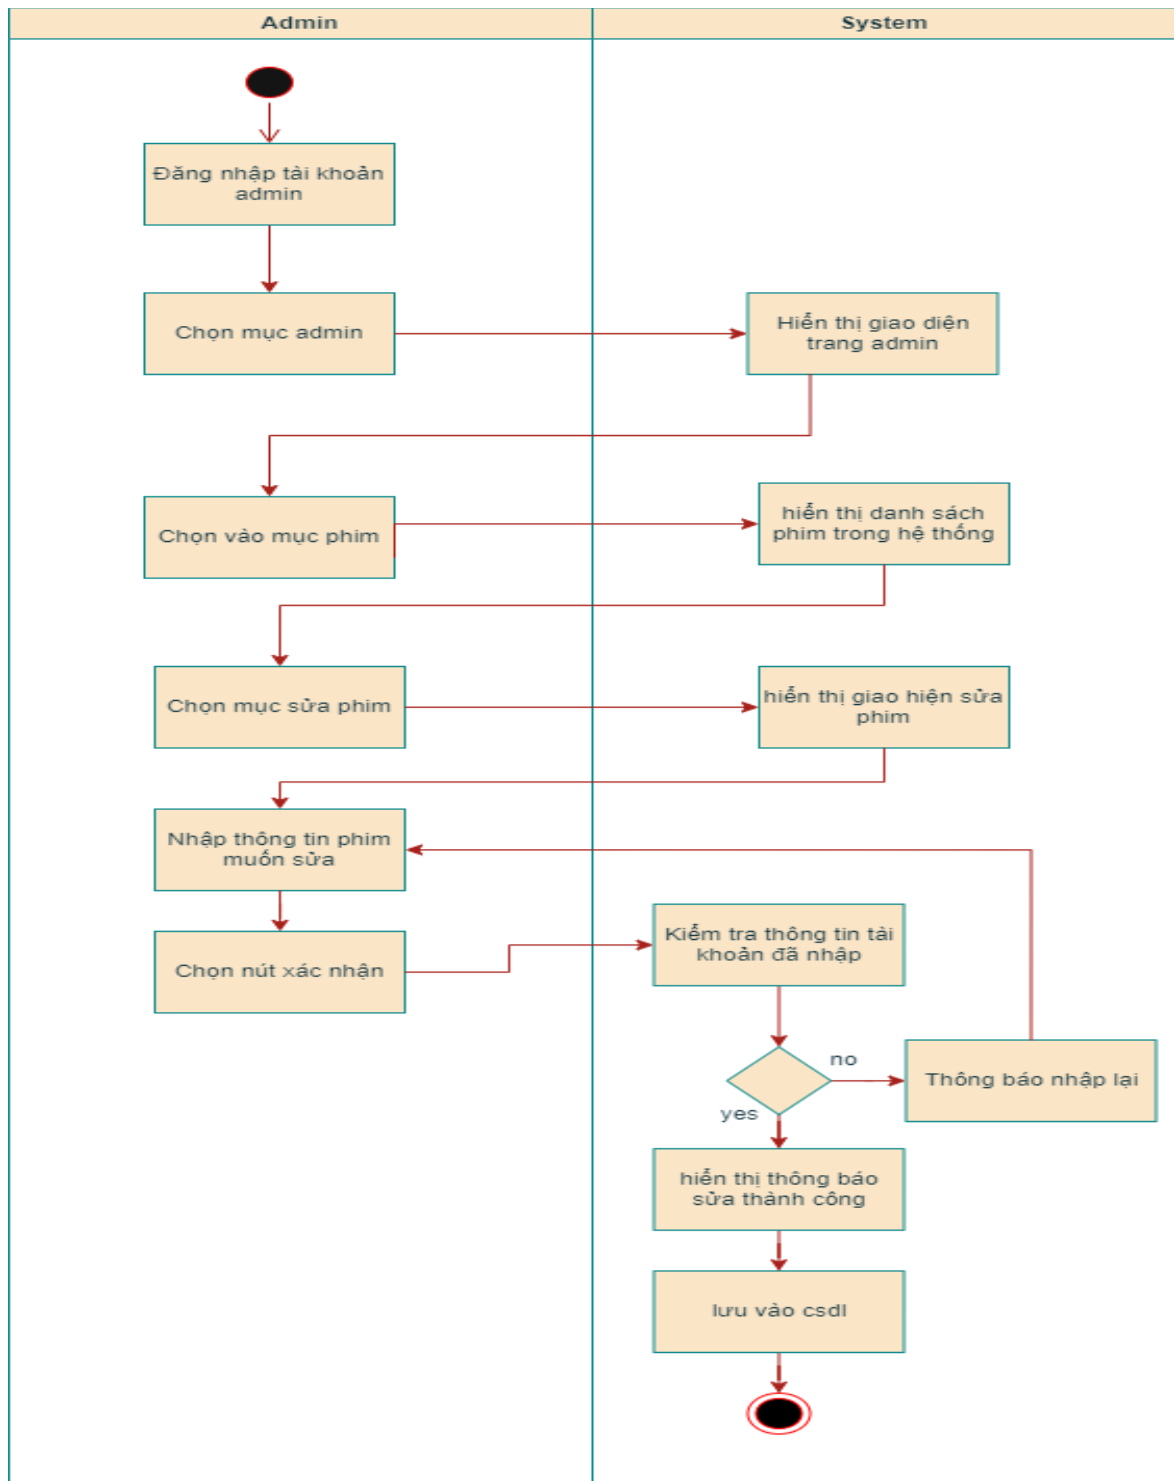 Admin
System
Đăng nhập tài khoản
admin
Chọn mục admin
Hiển thị giao diện
trang admin
Chọn vào mục phim
hiển thị danh sách
phim trong hệ thống
Chọn mục sửa phim
hiển thị giao hiện sửa
phim
Nhập thông tin phim
muốn sửa
Chọn nút xác nhận
Kiểm tra thông tin tài
khoản đã nhập
no
Thông báo nhập lại
yes
hiển thị thông báo
sửa thành công
lưu vào csdl